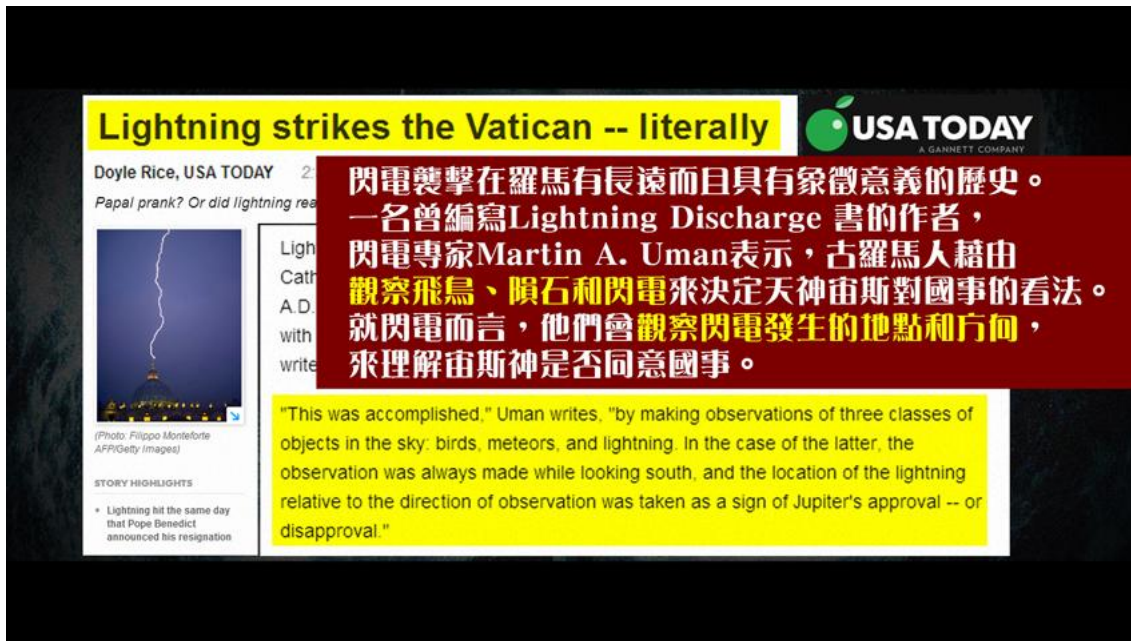 Lightning strikes the Vatican -- literally
USA TODAY
A GANNETT COMPANY
Doyle Rice, USA TODAY 2:
Papal prank? Or did lightning rea
閃電襲擊在羅馬有長遠而且具有象徵意義的歷史。
一名曾編寫Lightning Discharge 書的作者，
閃電專家Martin A. Uman表示，古羅馬人藉由
觀察飛鳥、隕石和閃電來決定天神宙斯對國事的看法。
就閃電而言，他們會觀察閃電發生的地點和方向，
來理解宙斯神是否同意國事。
Ligh
Cath
A.D.
with
write
(Photo: Filippo Monteforte
AFP/Getty Images)
STORY HIGHLIGHTS
Lightning hit the same day
that Pope Benedict
announced his resignation
"This was accomplished," Uman writes, "by making observations of three classes of
objects in the sky: birds, meteors, and lightning. In the case of the latter, the
observation was always made while looking south, and the location of the lightning
relative to the direction of observation was taken as a sign of Jupiter's approval -- or
disapproval."